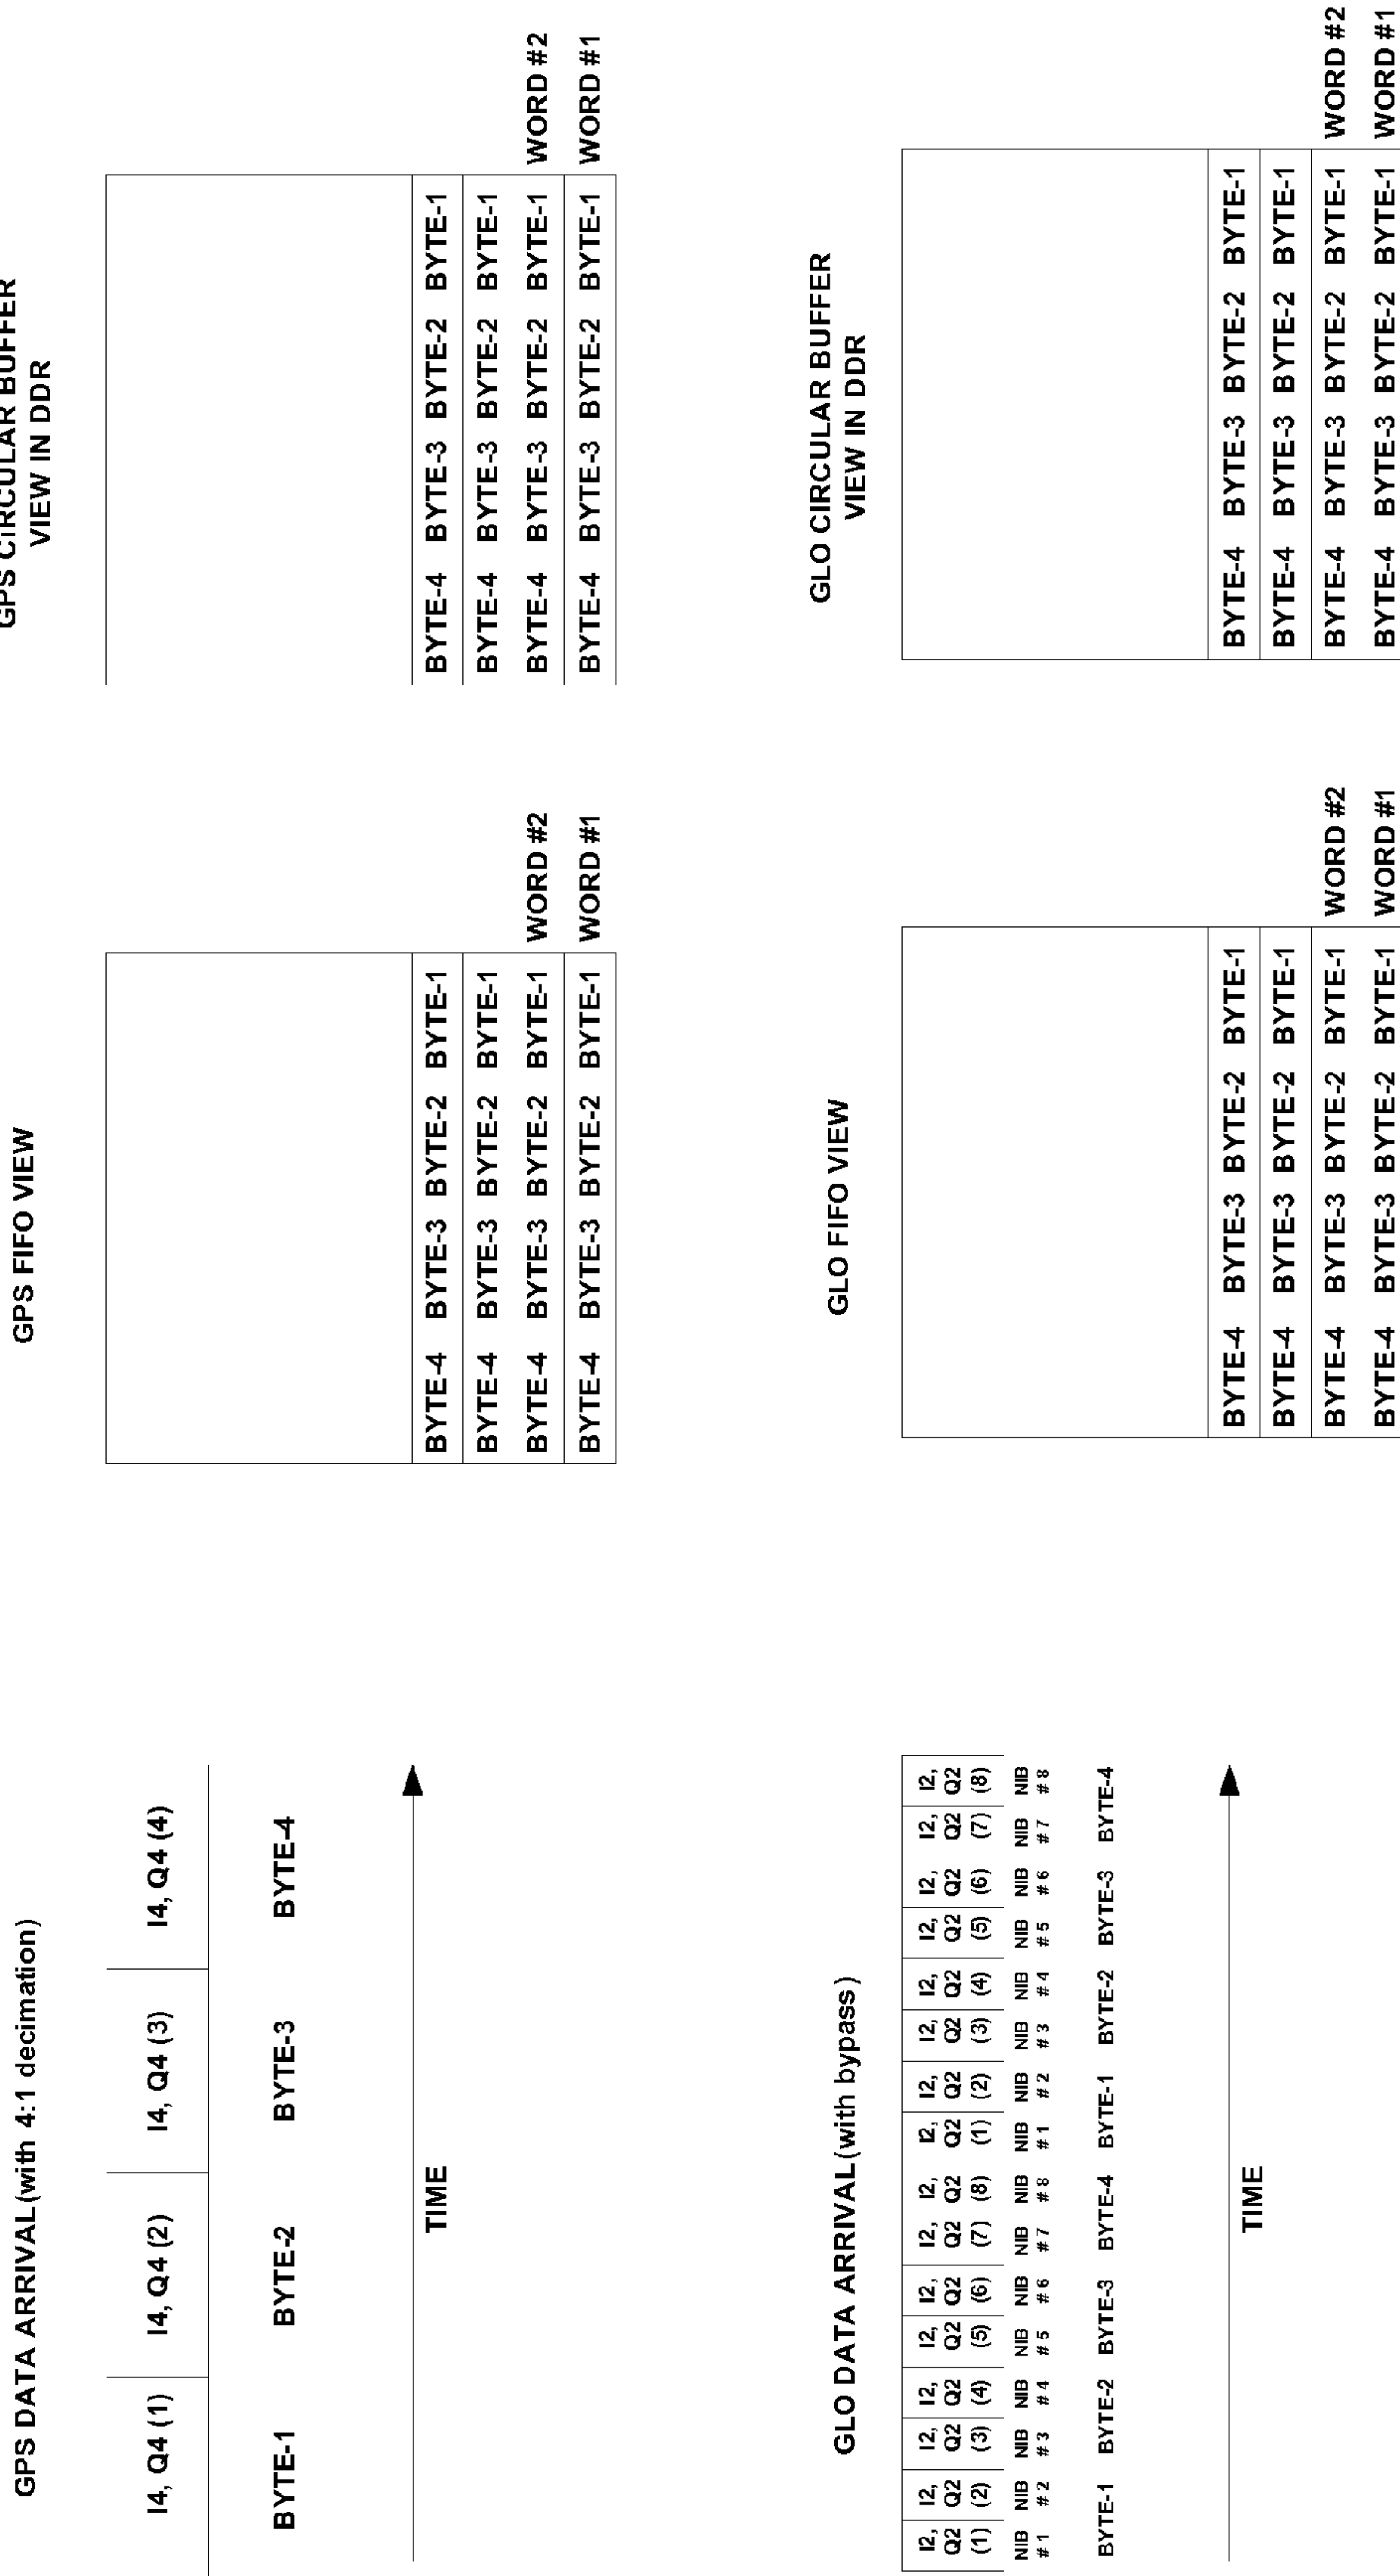 GPS DATA ARRIVAL(with 4:1 decimation)
I4, Q4 (1) I4, Q4 (2) I4, Q4 (3) I4, Q4 (4)
BYTE-1 BYTE-2 BYTE-3 BYTE-4
TIME
GPS FIFO VIEW
BYTE-4 BYTE-3 BYTE-2 BYTE-1
BYTE-4 BYTE-3 BYTE-2 BYTE-1
BYTE-4 BYTE-3 BYTE-2 BYTE-1 WORD #2
BYTE-4 BYTE-3 BYTE-2 BYTE-1 WORD #1
GPS CIRCULAR BUFFER
VIEW IN DDR
BYTE-4 BYTE-3 BYTE-2 BYTE-1
BYTE-4 BYTE-3 BYTE-2 BYTE-1
BYTE-4 BYTE-3 BYTE-2 BYTE-1 WORD #2
BYTE-4 BYTE-3 BYTE-2 BYTE-1 WORD #1
GLO DATA ARRIVAL(with bypass)
I2, I2, I2, I2, I2, I2, I2, I2, I2, I2, I2, I2, I2, I2, I2, I2,
Q2 Q2 Q2 Q2 Q2 Q2 Q2 Q2 Q2 Q2 Q2 Q2 Q2 Q2 Q2 Q2
(1) (2) (3) (4) (5) (6) (7) (8) (1) (2) (3) (4) (5) (6) (7) (8)
NIB NIB NIB NIB NIB NIB NIB NIB NIB NIB NIB NIB NIB NIB NIB NIB
#1 #2 #3 #4 #5 #6 #7 #8 #1 #2 #3 #4 #5 #6 #7 #8
BYTE-1 BYTE-2 BYTE-3 BYTE-4 BYTE-1 BYTE-2 BYTE-3 BYTE-4
TIME
GLO FIFO VIEW
BYTE-4 BYTE-3 BYTE-2 BYTE-1
BYTE-4 BYTE-3 BYTE-2 BYTE-1
BYTE-4 BYTE-3 BYTE-2 BYTE-1 WORD #2
BYTE-4 BYTE-3 BYTE-2 BYTE-1 WORD #1
GLO CIRCULAR BUFFER
VIEW IN DDR
BYTE-4 BYTE-3 BYTE-2 BYTE-1
BYTE-4 BYTE-3 BYTE-2 BYTE-1
BYTE-4 BYTE-3 BYTE-2 BYTE-1 WORD #2
BYTE-4 BYTE-3 BYTE-2 BYTE-1 WORD #1